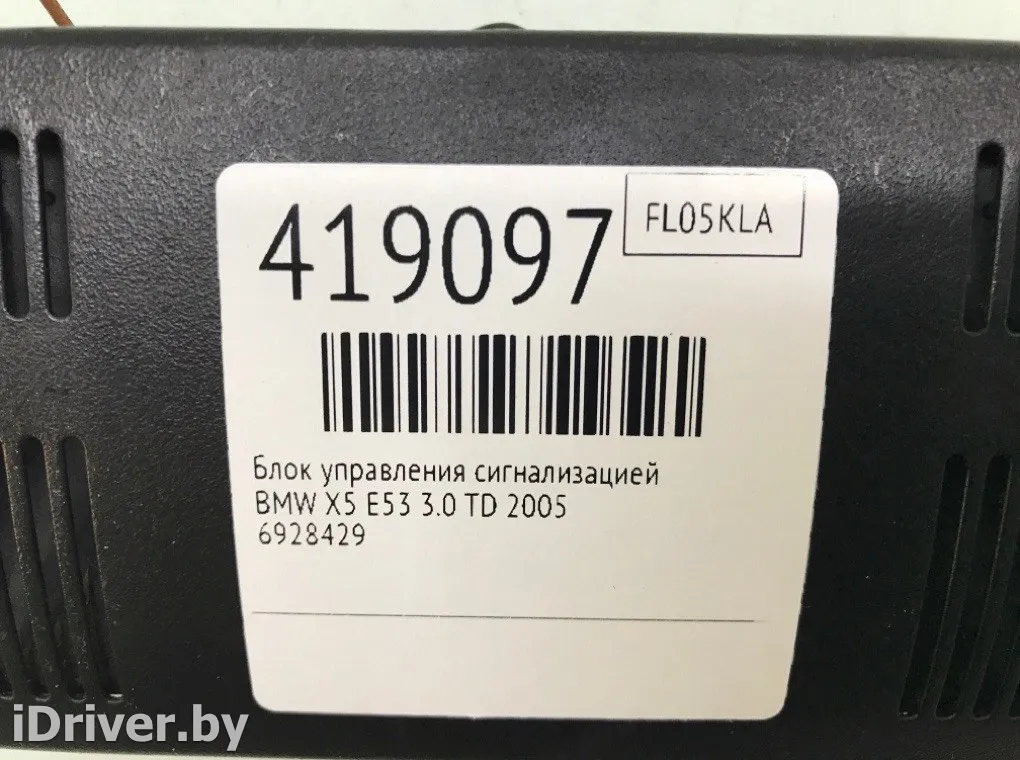 419097
FL05KLA
Блок управления сигнализацией
BMW X5 E53 3.0 TD 2005
6928429
iDriver.by